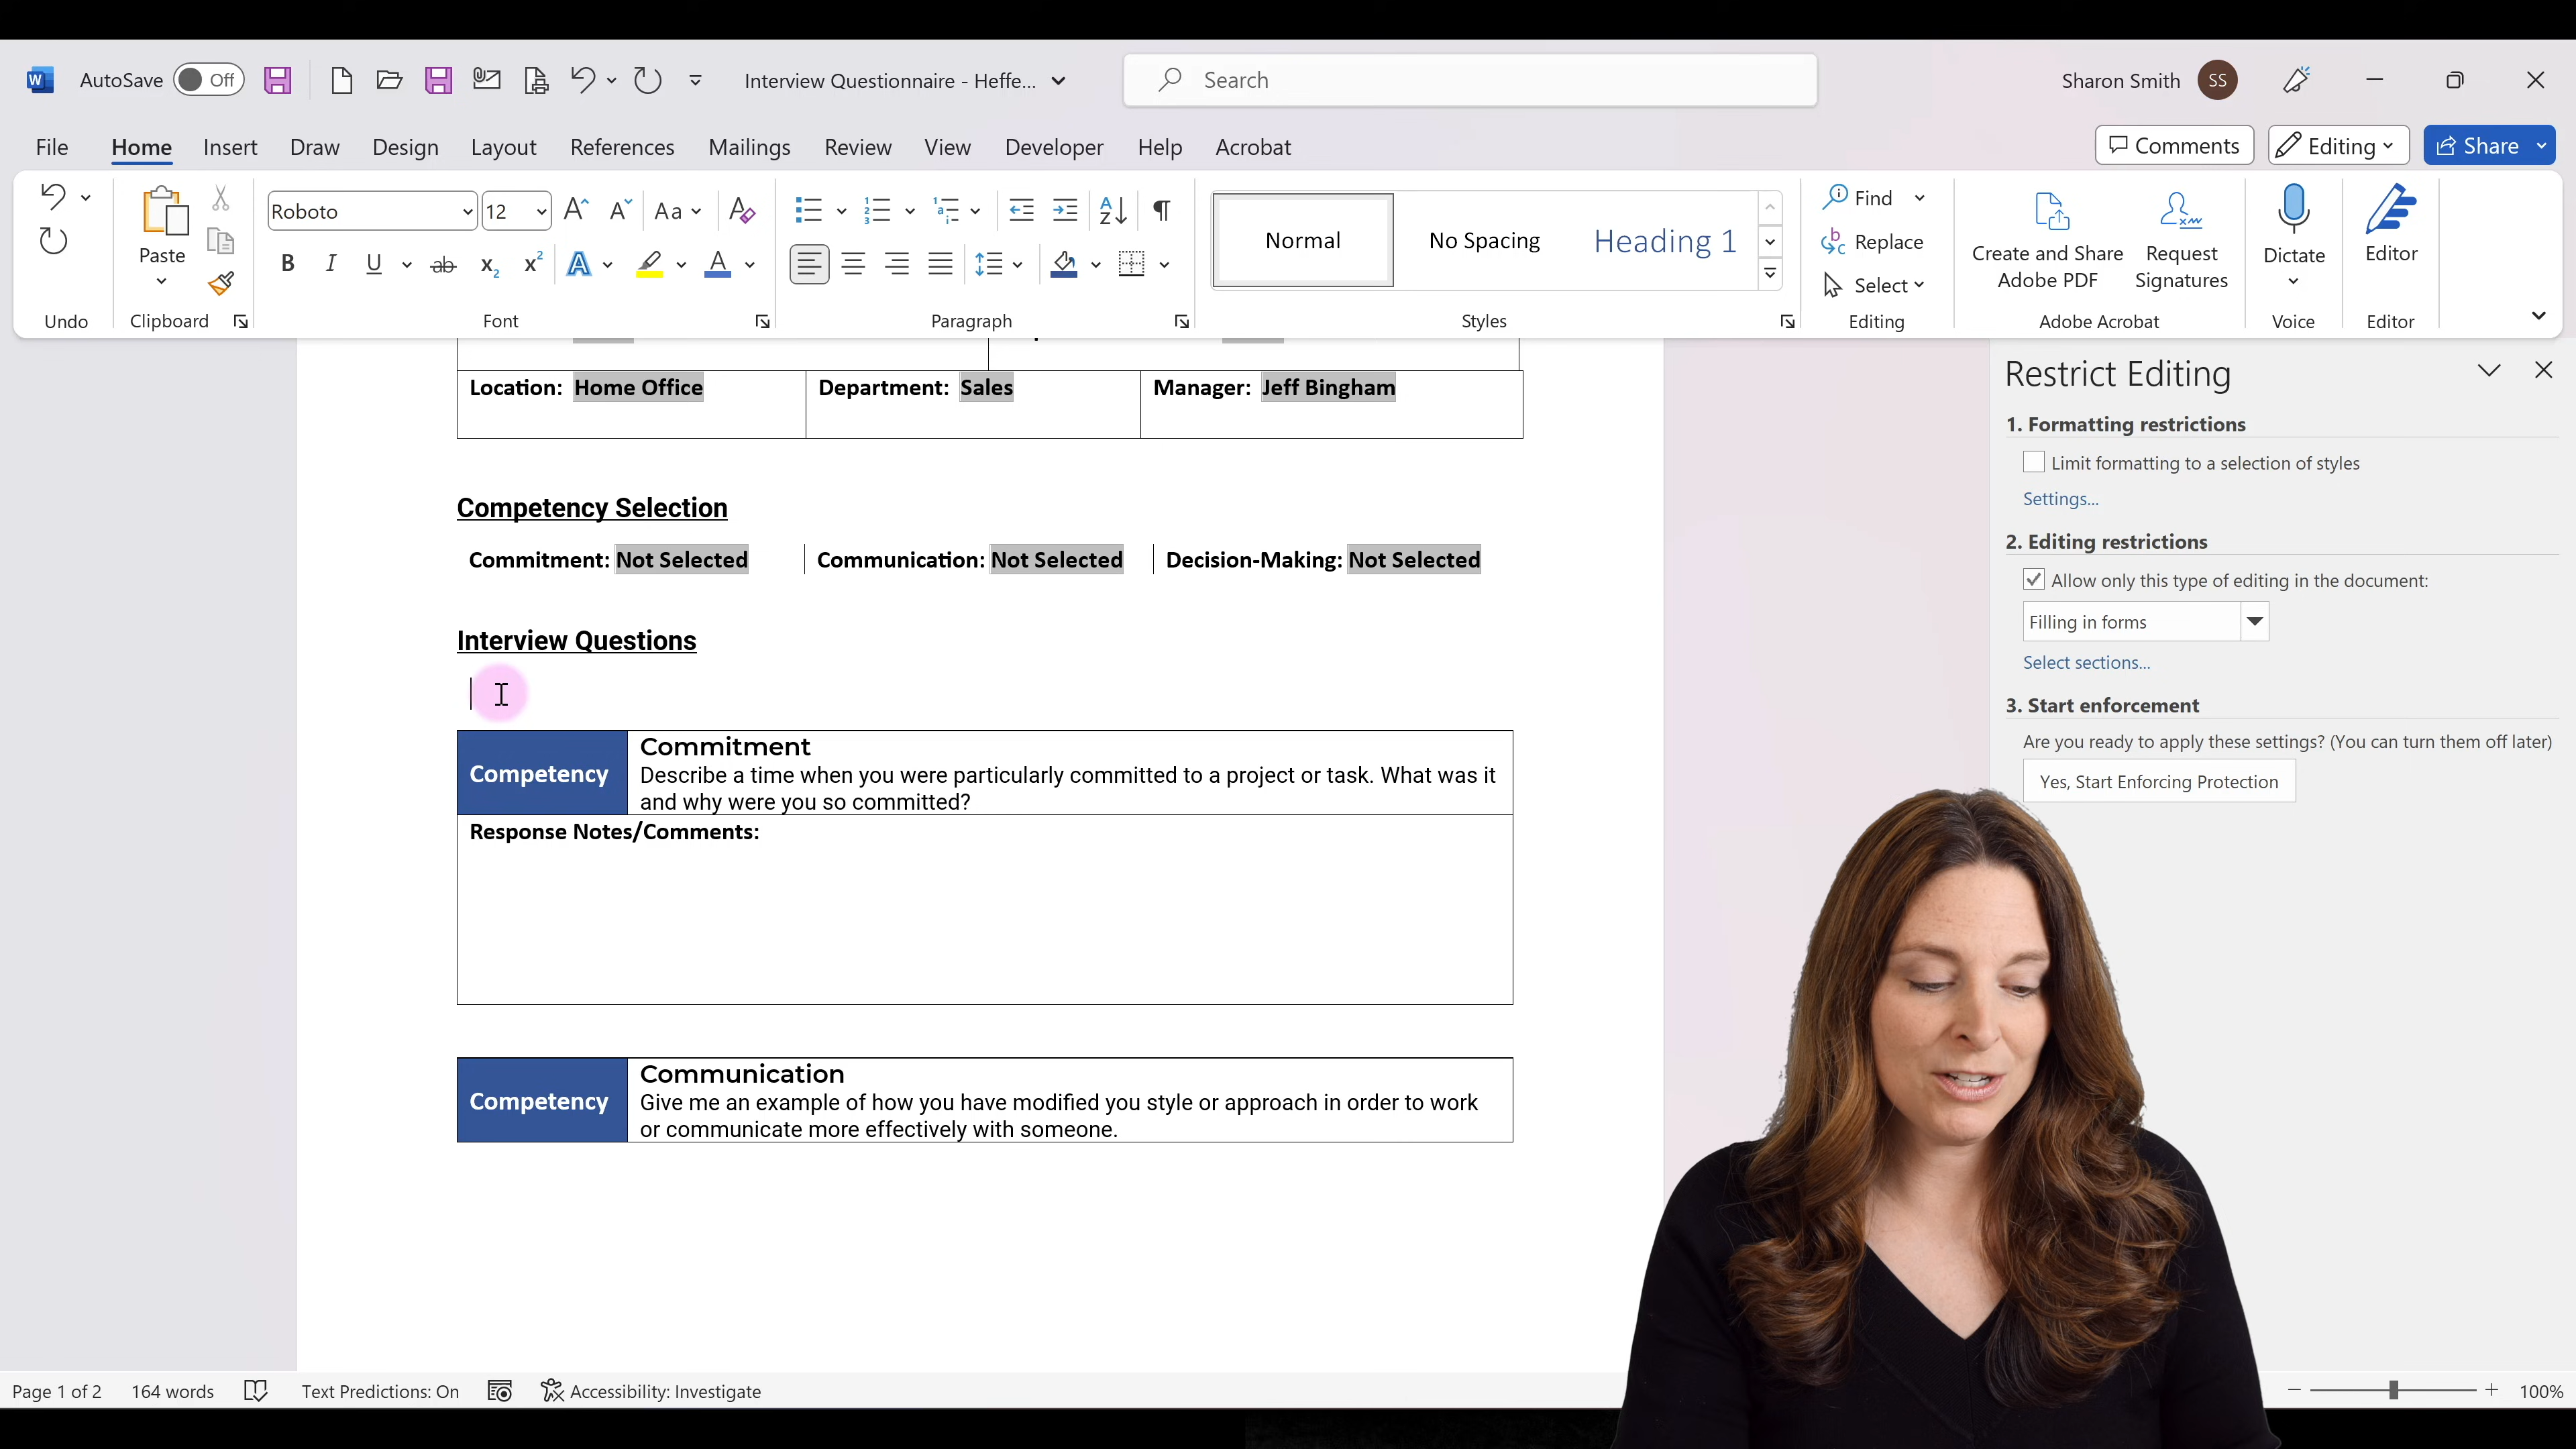 AutoSave Off Interview Questionnaire - Heffe... Search Sharon Smith SS
File Home Insert Draw Design Layout References Mailings Review View Developer Help Acrobat Comments Editing Share
Roboto 12 Normal No Spacing Heading 1 Find
Replace
Select
Paste
Create and Share
Adobe PDF
Request
Signatures
Dictate
Editor
Undo Clipboard Font Paragraph Styles Editing Adobe Acrobat Voice Editor
Location: Home Office Department: Sales Manager: Jeff Bingham
Competency Selection
Commitment: Not Selected Communication: Not Selected Decision-Making: Not Selected
Interview Questions
Competency
Commitment
Describe a time when you were particularly committed to a project or task. What was it
and why were you so committed?
Response Notes/Comments:
Competency
Communication
Give me an example of how you have modified you style or approach in order to work
or communicate more effectively with someone.
Restrict Editing
1. Formatting restrictions
Limit formatting to a selection of styles
Settings...
2. Editing restrictions
Allow only this type of editing in the document:
Filling in forms
Select sections...
3. Start enforcement
Are you ready to apply these settings? (You can turn them off later)
Yes, Start Enforcing Protection
Page 1 of 2 164 words Text Predictions: On Accessibility: Investigate 100%